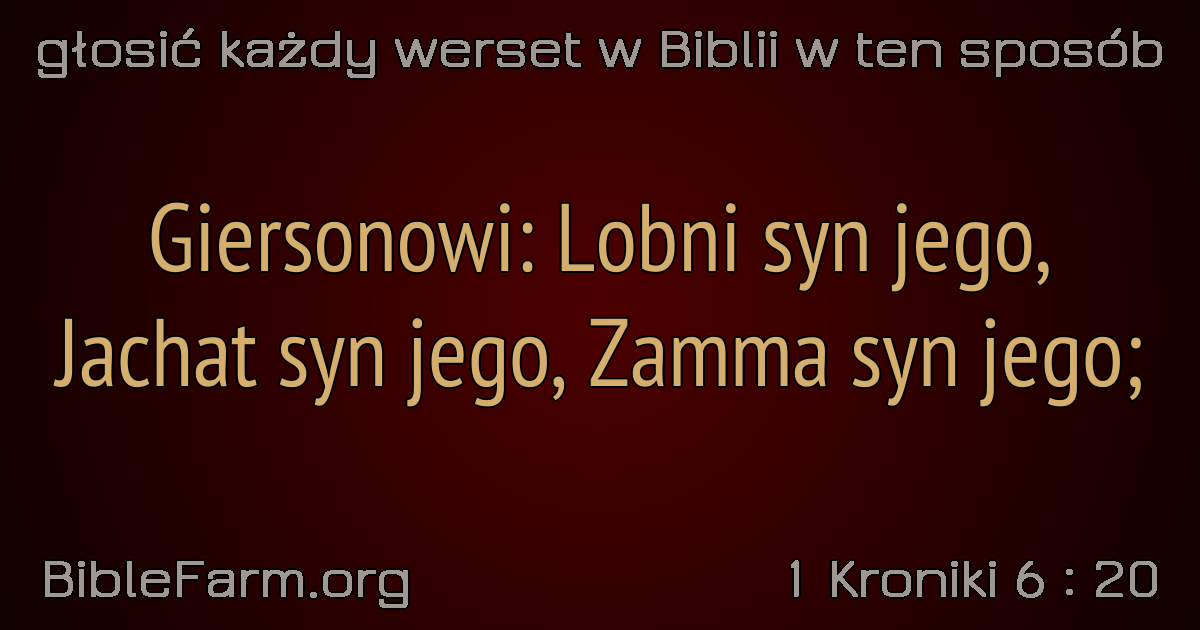 głosić każdy werset w Biblii w ten sposób
Giersonowi: Lobni syn jego,
Jachat syn jego, Zamma syn jego;
BibleFarm.org
1 Kroniki 6 : 20